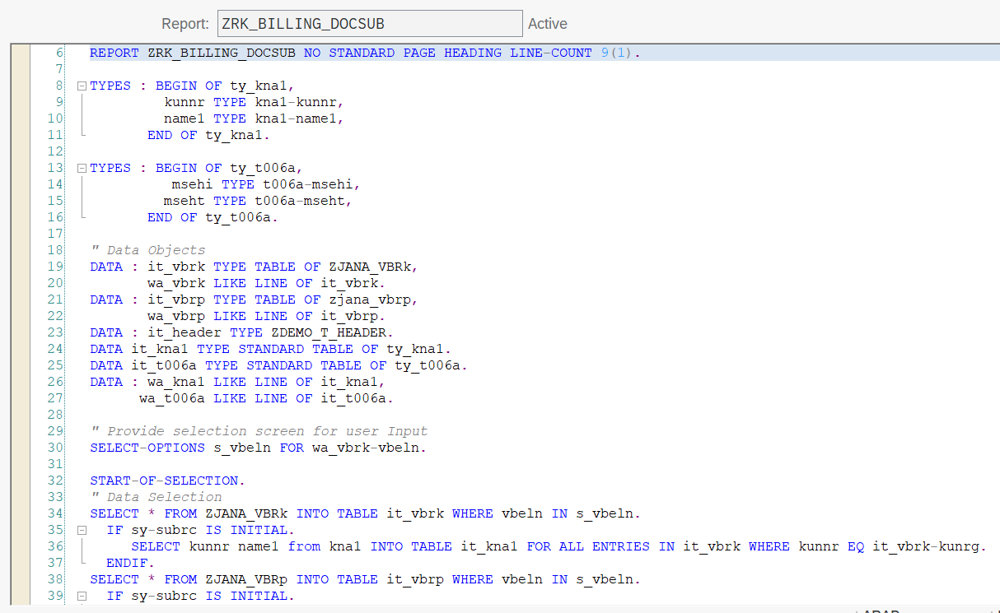 Report: ZRK_BILLING_DOCSUB Active
6 REPORT ZRK_BILLING_DOCSUB NO STANDARD PAGE HEADING LINE-COUNT 9(1).
7
8 TYPES : BEGIN OF ty_kna1,
9 kunnr TYPE kna1-kunnr,
10 name1 TYPE kna1-name1,
11 END OF ty_kna1.
12
13 TYPES : BEGIN OF ty_t006a,
14 msehi TYPE t006a-msehi,
15 mseht TYPE t006a-mseht,
16 END OF ty_t006a.
17
18 " Data Objects
19 DATA : it_vbrk TYPE TABLE OF ZJANA_VBRk,
20 wa_vbrk LIKE LINE OF it_vbrk.
21 DATA : it_vbrp TYPE TABLE OF zjana_vbrp,
22 wa_vbrp LIKE LINE OF it_vbrp.
23 DATA : it_header TYPE ZDEMO_T_HEADER.
24 DATA it_kna1 TYPE STANDARD TABLE OF ty_kna1.
25 DATA it_t006a TYPE STANDARD TABLE OF ty_t006a.
26 DATA : wa_kna1 LIKE LINE OF it_kna1,
27 wa_t006a LIKE LINE OF it_t006a.
28
29 " Provide selection screen for user Input
30 SELECT-OPTIONS s_vbeln FOR wa_vbrk-vbeln.
31
32 START-OF-SELECTION.
33 " Data Selection
34 SELECT * FROM ZJANA_VBRk INTO TABLE it_vbrk WHERE vbeln IN s_vbeln.
35 IF sy-subrc IS INITIAL.
36 SELECT kunnr name1 from kna1 INTO TABLE it_kna1 FOR ALL ENTRIES IN it_vbrk WHERE kunnr EQ it_vbrk-kunrg.
37 ENDIF.
38 SELECT * FROM ZJANA_VBRp INTO TABLE it_vbrp WHERE vbeln IN s_vbeln.
39 IF sy-subrc IS INITIAL.